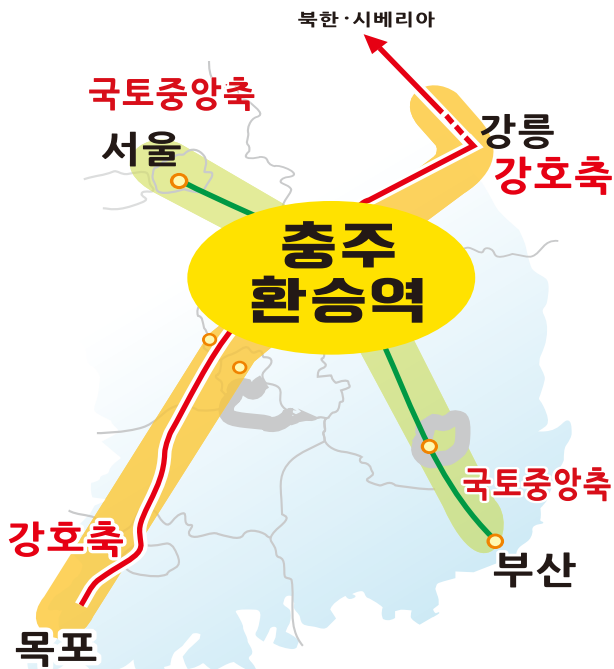 북한·시베리아
국토중앙축
서울
강릉
강호축
충주
환승역
국토중앙축
강호축
부산
목포